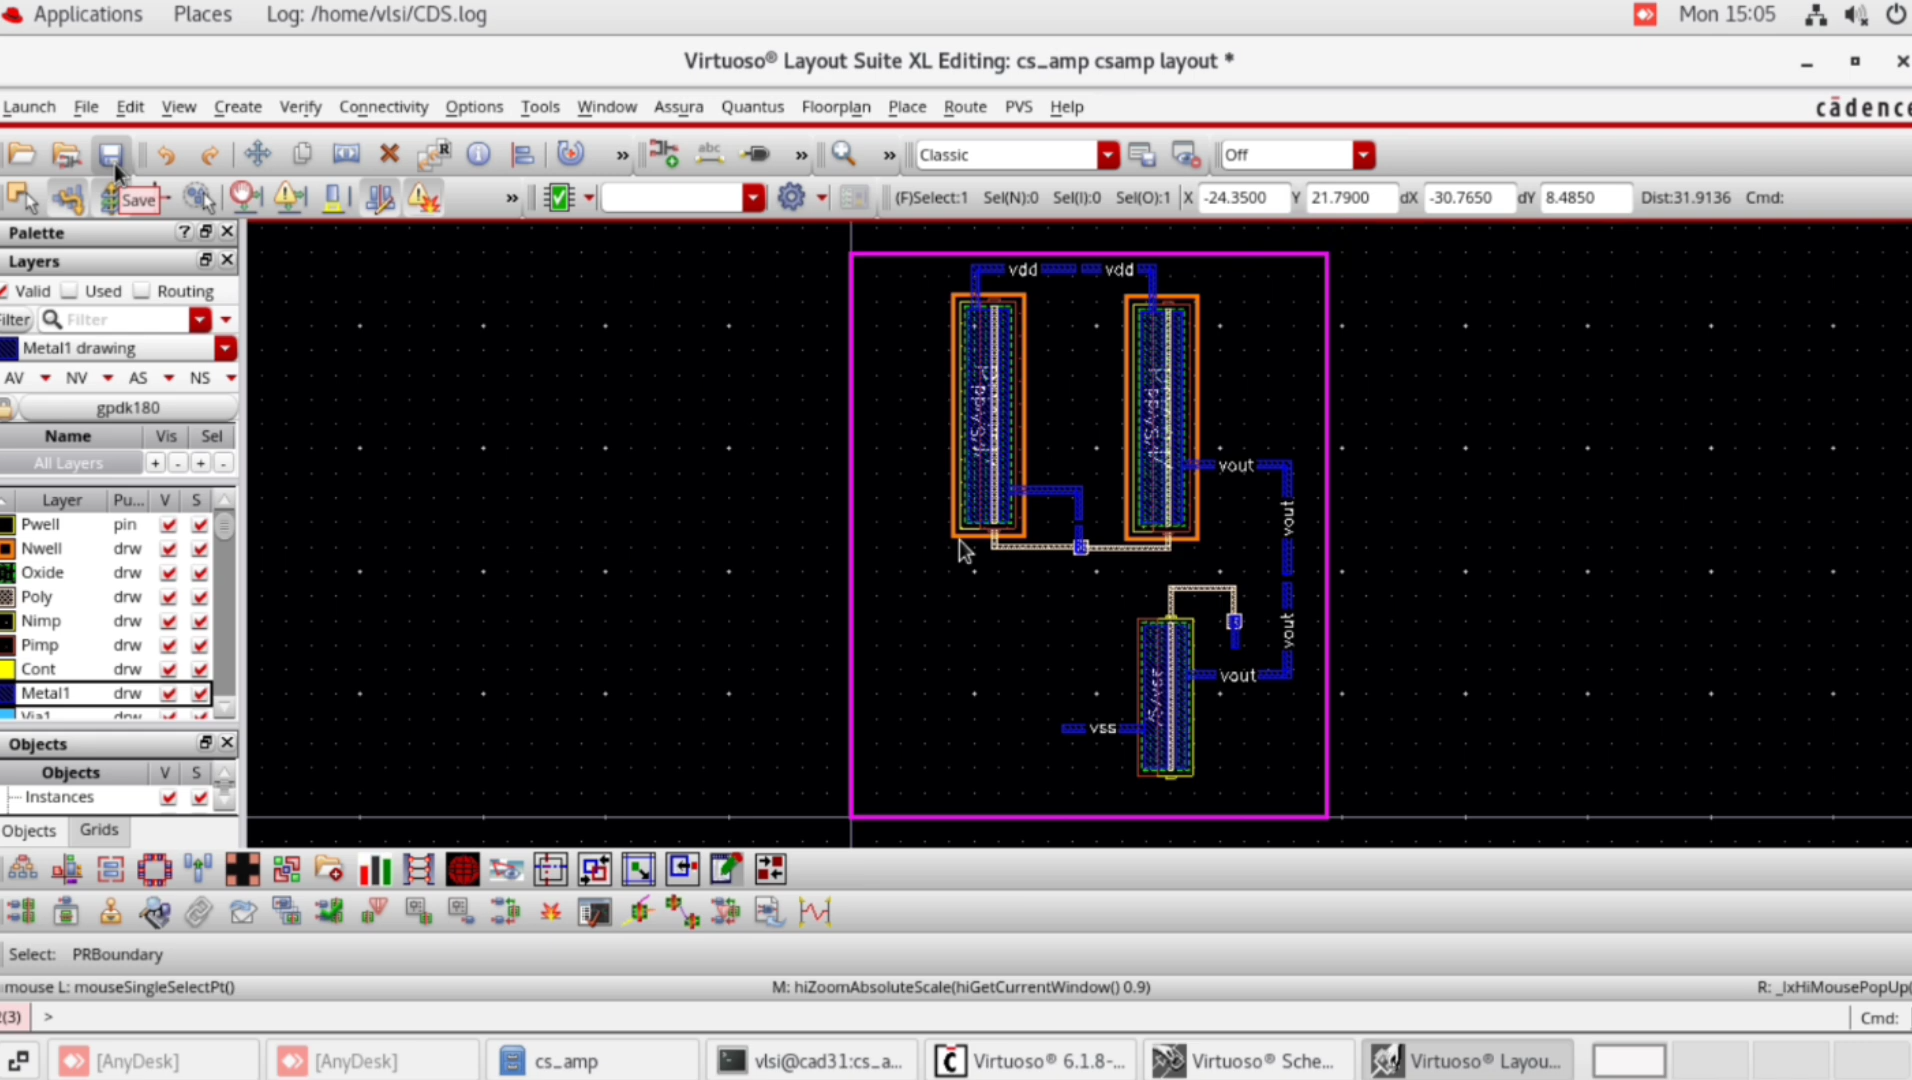 Applications Places Log: /home/vlsi/CDS.log Mon 15:05
Virtuoso® Layout Suite XL Editing: cs_amp csamp layout *
Launch File Edit View Create Verify Connectivity Options Tools Window Assura Quantus Floorplan Place Route PVS Help cādence
R abc » » » Classic Off
Save » (F)Select:1 Sel(N):0 Sel(I):0 Sel(O):1 X -24.3500 Y 21.7900 dX -30.7650 dY 8.4850 Dist:31.9136 Cmd:
Palette ?
Layers
Valid Used Routing
Filter Filter
Metal1 drawing
AV NV AS NS
gpdk180
Name Vis Sel
All Layers + - + -
Layer Pu... V S
Pwell pin
Nwell drw
Oxide drw
Poly drw
Nimp drw
Pimp drw
Cont drw
Metal1 drw
Via1 drw
Objects
Objects V S
Instances
Objects Grids
vdd vdd
vout
vout
vout
vout
vss
Select: PRBoundary
mouse L: mouseSingleSelectPt() M: hiZoomAbsoluteScale(hiGetCurrentWindow() 0.9) R: _lxHiMousePopUp(
(3) > Cmd:
[AnyDesk] [AnyDesk] cs_amp vlsi@cad31:cs_a... Virtuoso® 6.1.8-... Virtuoso® Sche... Virtuoso® Layou...